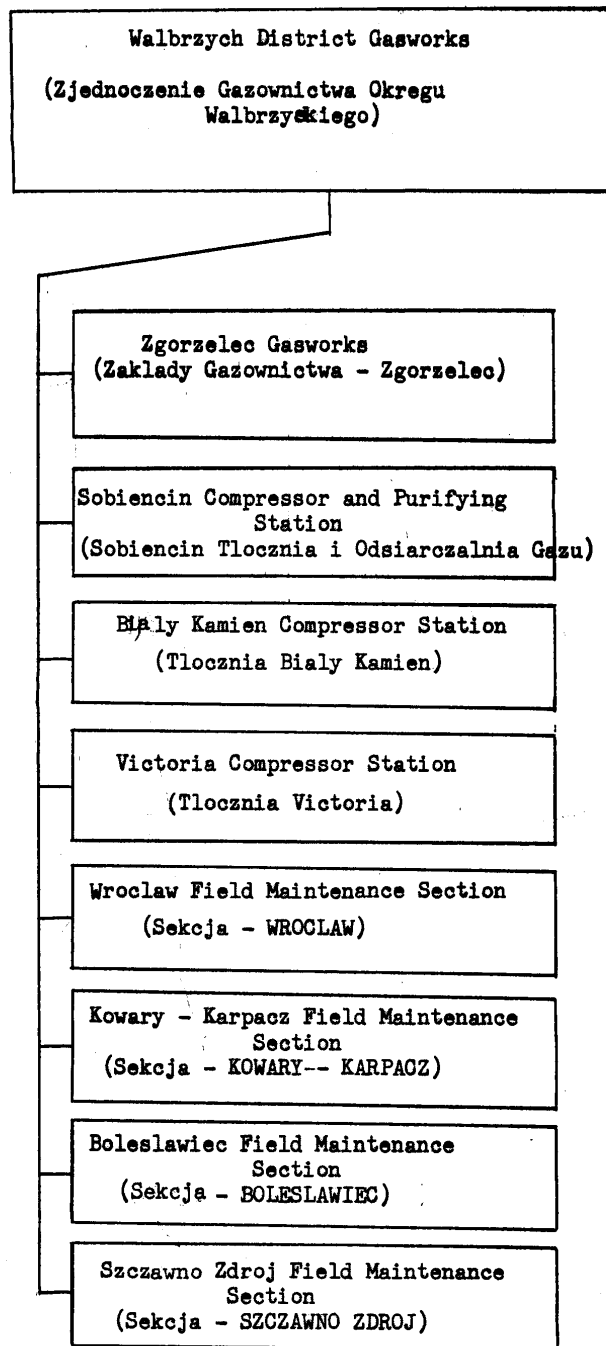 Walbrzych District Gasworks
(Zjednoczenie Gazownictwa Okregu
Walbrzyskiego)
Zgorzelec Gasworks
(Zaklady Gazownictwa - Zgorzelec)
Sobiencin Compressor and Purifying
Station
(Sobiencin Tlocznia i Odsiarczalnia Gazu)
Bialy Kamien Compressor Station
(Tlocznia Bialy Kamien)
Victoria Compressor Station
(Tlocznia Victoria)
Wroclaw Field Maintenance Section
(Sekcja - WROCLAW)
Kowary - Karpacz Field Maintenance
Section
(Sekcja - KOWARY-- KARPACZ)
Boleslawiec Field Maintenance
Section
(Sekcja - BOLESLAWIEC)
Szczawno Zdroj Field Maintenance
Section
(Sekcja - SZCZAWNO ZDROJ)